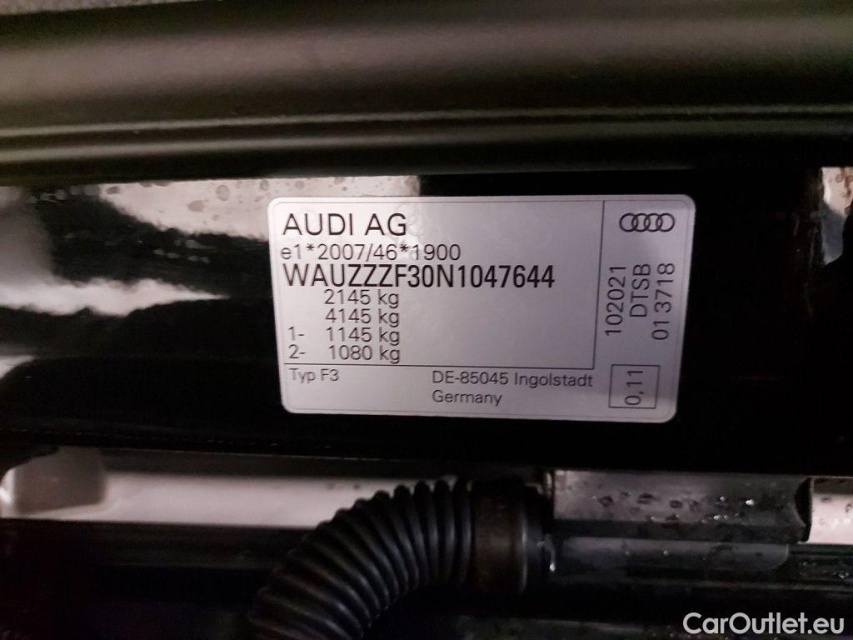 AUDI AG
e1*2007/46*1900
WAUZZZF30N1047644
2145 kg
4145 kg
1- 1145 kg
2- 1080 kg
Typ F3
DE-85045 Ingolstadt
Germany
102021
DTSB
013718
0,11
CarOutlet.eu